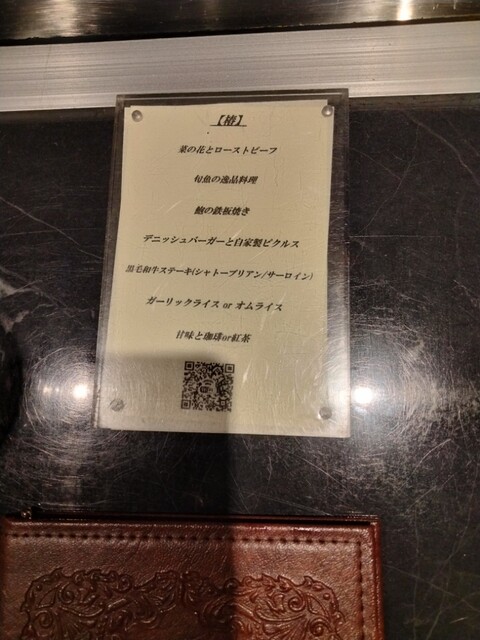 【椿】
菜の花とローストビーフ
旬魚の逸品料理
鮑の鉄板焼き
デニッシュバーガーと自家製ピクルス
黒毛和牛ステーキ(シャトーブリアン/サーロイン)
ガーリックライス or オムライス
甘味と珈琲or紅茶